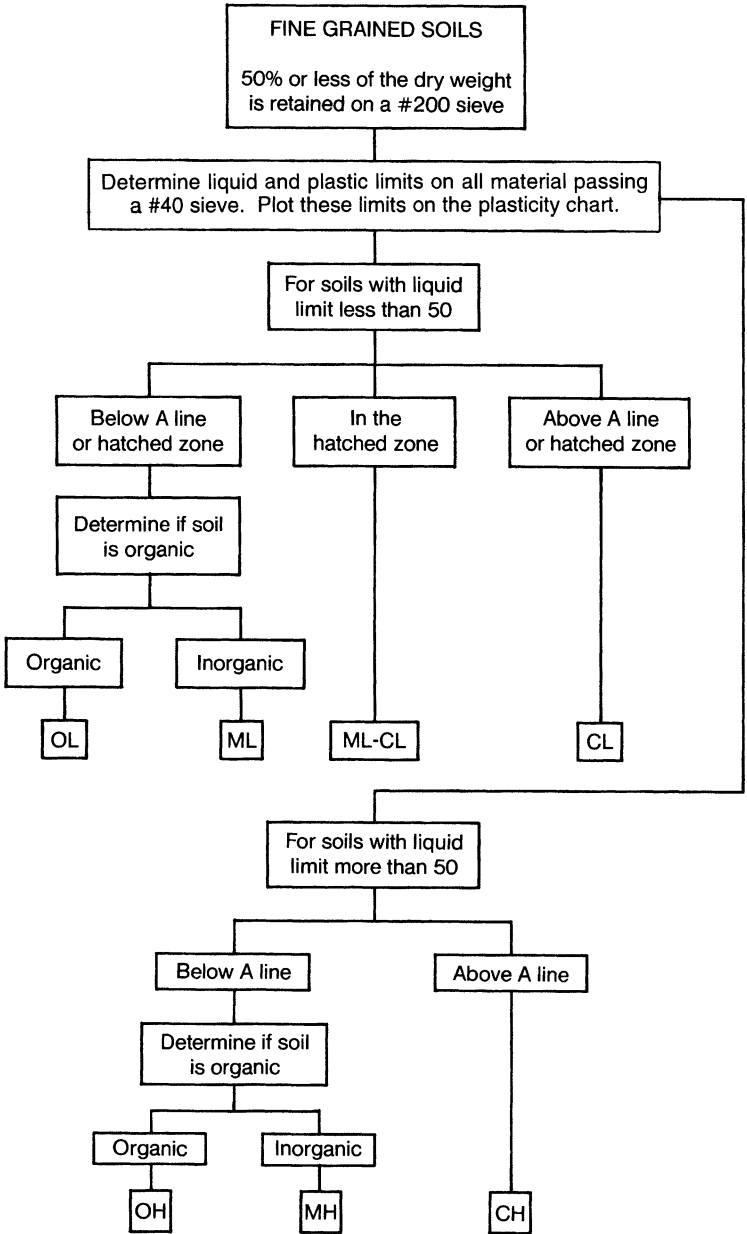 FINE GRAINED SOILS
50% or less of the dry weight
is retained on a #200 sieve
Determine liquid and plastic limits on all material passing
a #40 sieve. Plot these limits on the plasticity chart.
For soils with liquid
limit less than 50
Below A line
or hatched zone
In the
hatched zone
Above A line
or hatched zone
Determine if soil
is organic
Organic
Inorganic
OL
ML
ML-CL
CL
For soils with liquid
limit more than 50
Below A line
Above A line
Determine if soil
is organic
Organic
Inorganic
OH
MH
CH